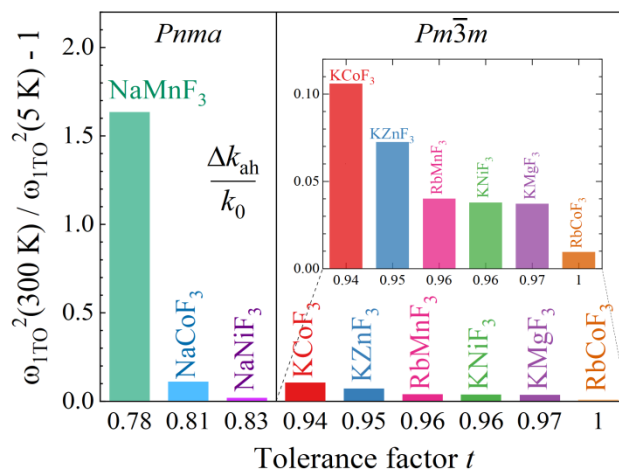 Pnma
Pm3̅m
ω1TO²(300 K) / ω1TO²(5 K) - 1
2.0
1.5
1.0
0.5
0.0
NaMnF₃
NaCoF₃
NaNiF₃
Δkah
k₀
0.10
0.05
0.00
KCoF₃
KZnF₃
RbMnF₃
KNiF₃
KMgF₃
RbCoF₃
0.94 0.95 0.96 0.96 0.97 1
KCoF₃
KZnF₃
RbMnF₃
KNiF₃
KMgF₃
RbCoF₃
0.78 0.81 0.83 0.94 0.95 0.96 0.96 0.97 1
Tolerance factor t